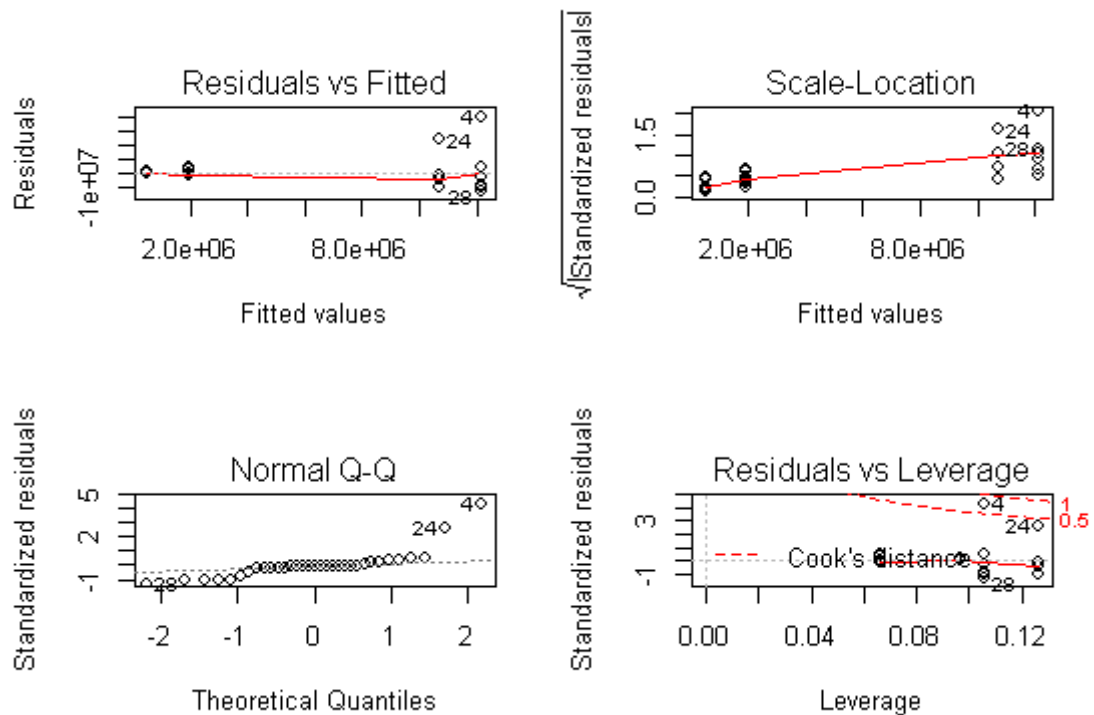 Residuals vs Fitted
Residuals
-1e+07
4
24
28
2.0e+06 8.0e+06
Fitted values
Scale-Location
√|Standardized residuals|
0.0 1.5
4
24
28
2.0e+06 8.0e+06
Fitted values
Normal Q-Q
Standardized residuals
-1 2 5
4
24
28
-2 -1 0 1 2
Theoretical Quantiles
Residuals vs Leverage
Standardized residuals
-1 3
4
24
28
1
0.5
Cook's distance
0.00 0.04 0.08 0.12
Leverage